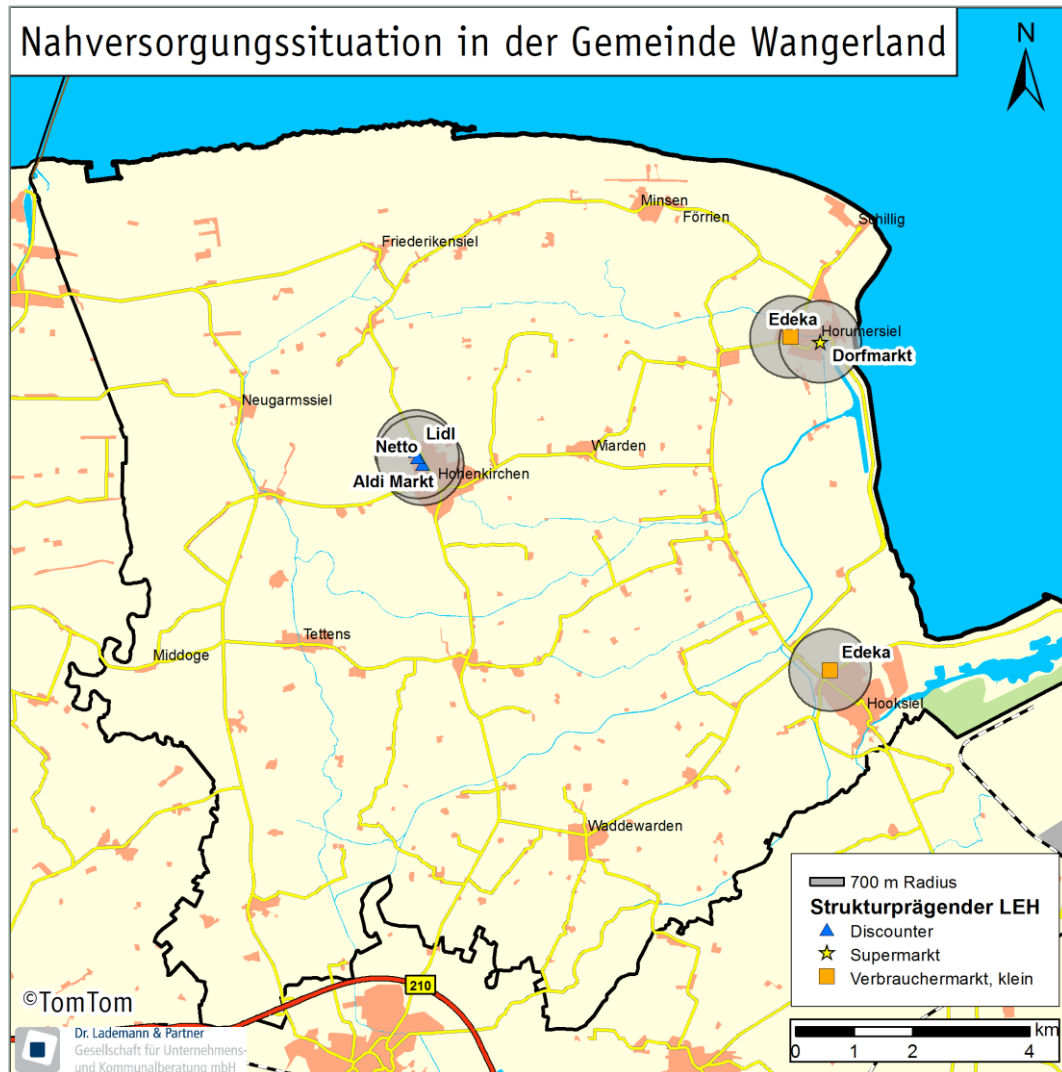 Nahversorgungssituation in der Gemeinde Wangerland
N
Minsen
Förrien
Schillig
Friederikensiel
Edeka
Horumersiel
Dorfmarkt
Neugarmssiel
Lidl
Netto
Wiarden
Hohenkirchen
Aldi Markt
Tettens
Middoge
Edeka
Hooksiel
Waddewarden
700 m Radius
Strukturprägender LEH
Discounter
Supermarkt
Verbrauchermarkt, klein
210
©TomTom
km
0 1 2 4
Dr. Lademann & Partner
Gesellschaft für Unternehmens-
und Kommunalberatung mbH